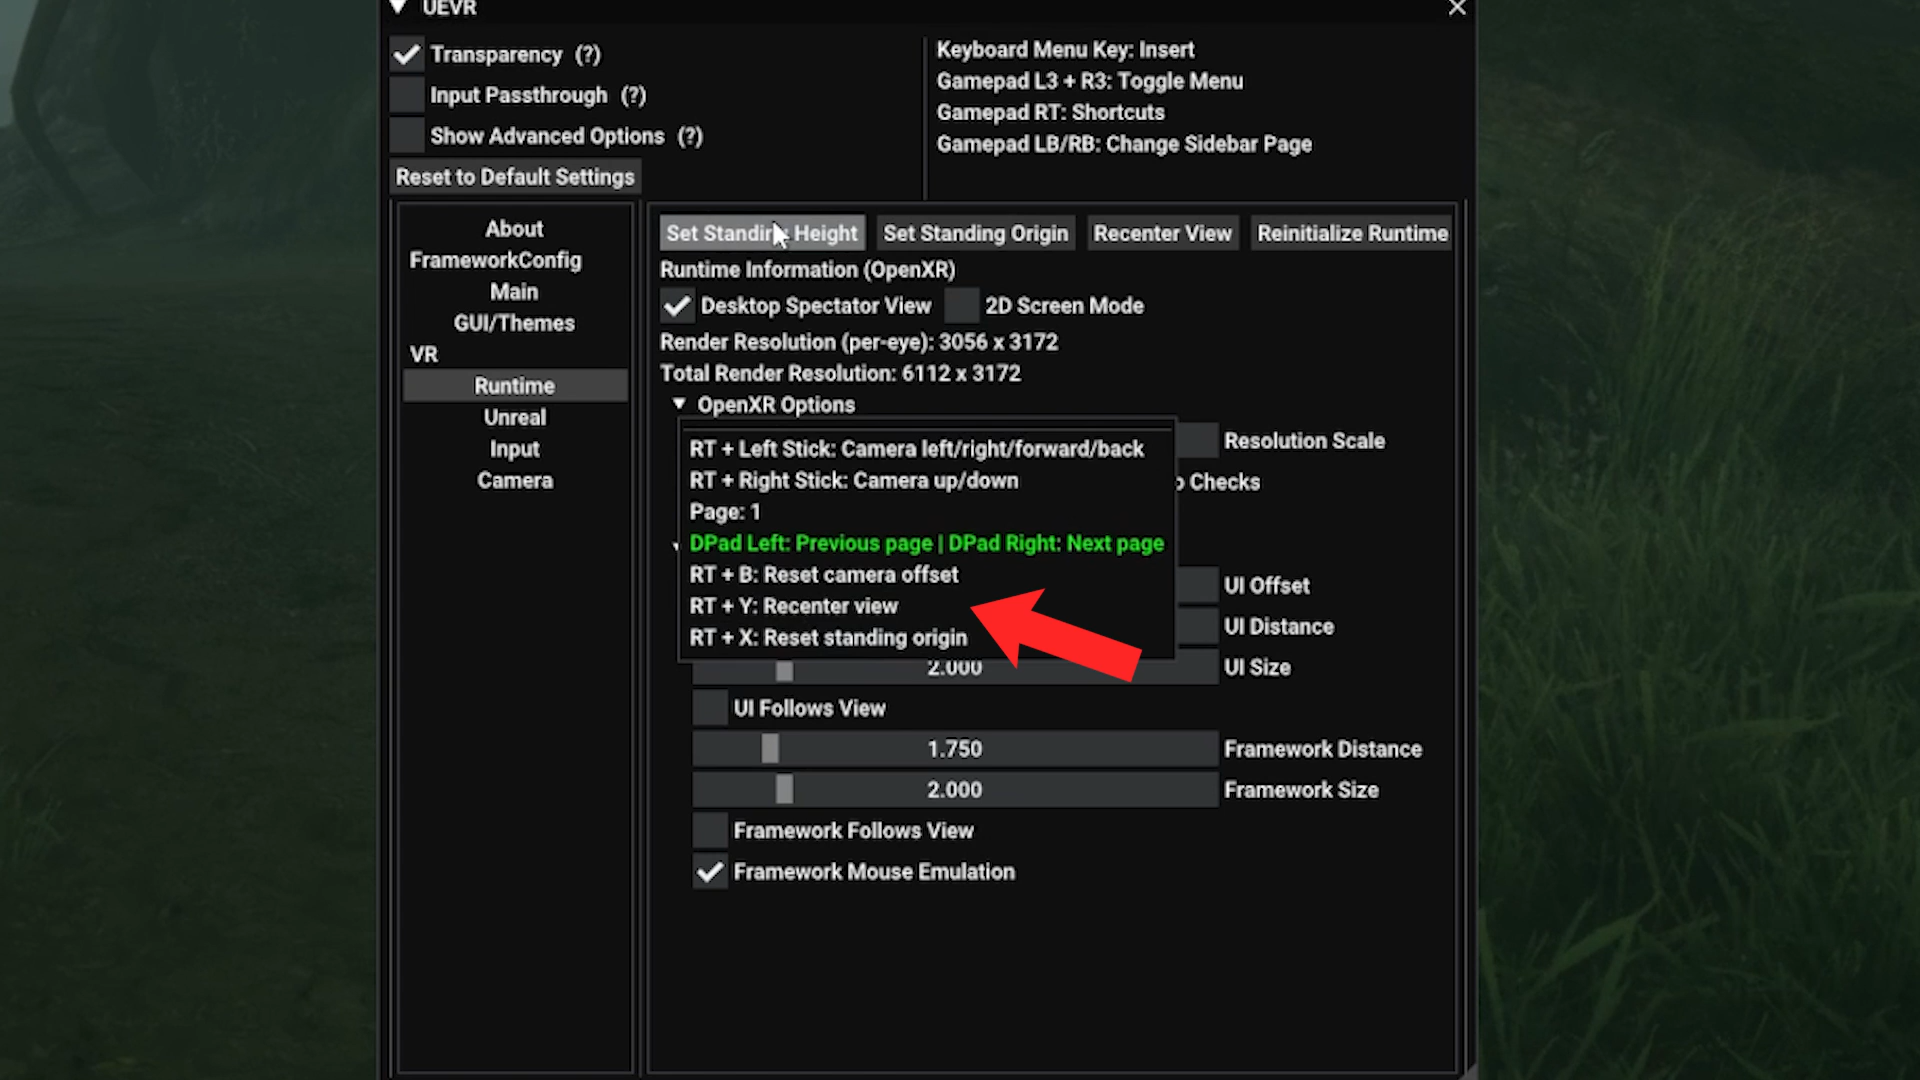 UEVR
Transparency (?)
Input Passthrough (?)
Show Advanced Options (?)
Reset to Default Settings
Keyboard Menu Key: Insert
Gamepad L3 + R3: Toggle Menu
Gamepad RT: Shortcuts
Gamepad LB/RB: Change Sidebar Page
About
FrameworkConfig
Main
GUI/Themes
VR
Runtime
Unreal
Input
Camera
Set Standing Height Set Standing Origin Recenter View Reinitialize Runtime
Runtime Information (OpenXR)
Desktop Spectator View 2D Screen Mode
Render Resolution (per-eye): 3056 x 3172
Total Render Resolution: 6112 x 3172
OpenXR Options
Resolution Scale
Checks
RT + Left Stick: Camera left/right/forward/back
RT + Right Stick: Camera up/down
Page: 1
DPad Left: Previous page | DPad Right: Next page
RT + B: Reset camera offset
RT + Y: Recenter view
RT + X: Reset standing origin
UI Offset
UI Distance
2.000 UI Size
UI Follows View
1.750 Framework Distance
2.000 Framework Size
Framework Follows View
Framework Mouse Emulation